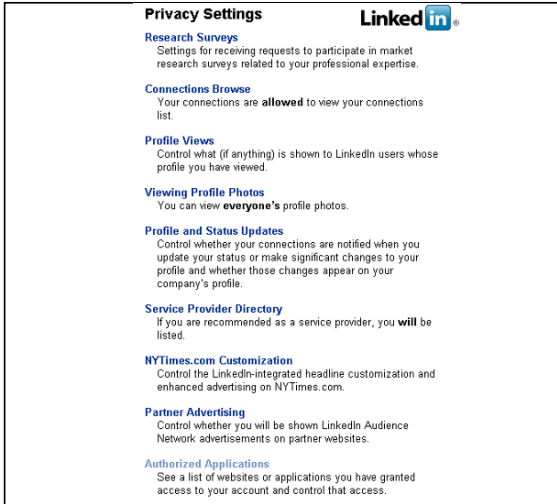 Privacy Settings
Linked in ®
Research Surveys
Settings for receiving requests to participate in market
research surveys related to your professional expertise.
Connections Browse
Your connections are allowed to view your connections
list.
Profile Views
Control what (if anything) is shown to LinkedIn users whose
profile you have viewed.
Viewing Profile Photos
You can view everyone's profile photos.
Profile and Status Updates
Control whether your connections are notified when you
update your status or make significant changes to your
profile and whether those changes appear on your
company's profile.
Service Provider Directory
If you are recommended as a service provider, you will be
listed.
NYTimes.com Customization
Control the LinkedIn-integrated headline customization and
enhanced advertising on NYTimes.com.
Partner Advertising
Control whether you will be shown LinkedIn Audience
Network advertisements on partner websites.
Authorized Applications
See a list of websites or applications you have granted
access to your account and control that access.